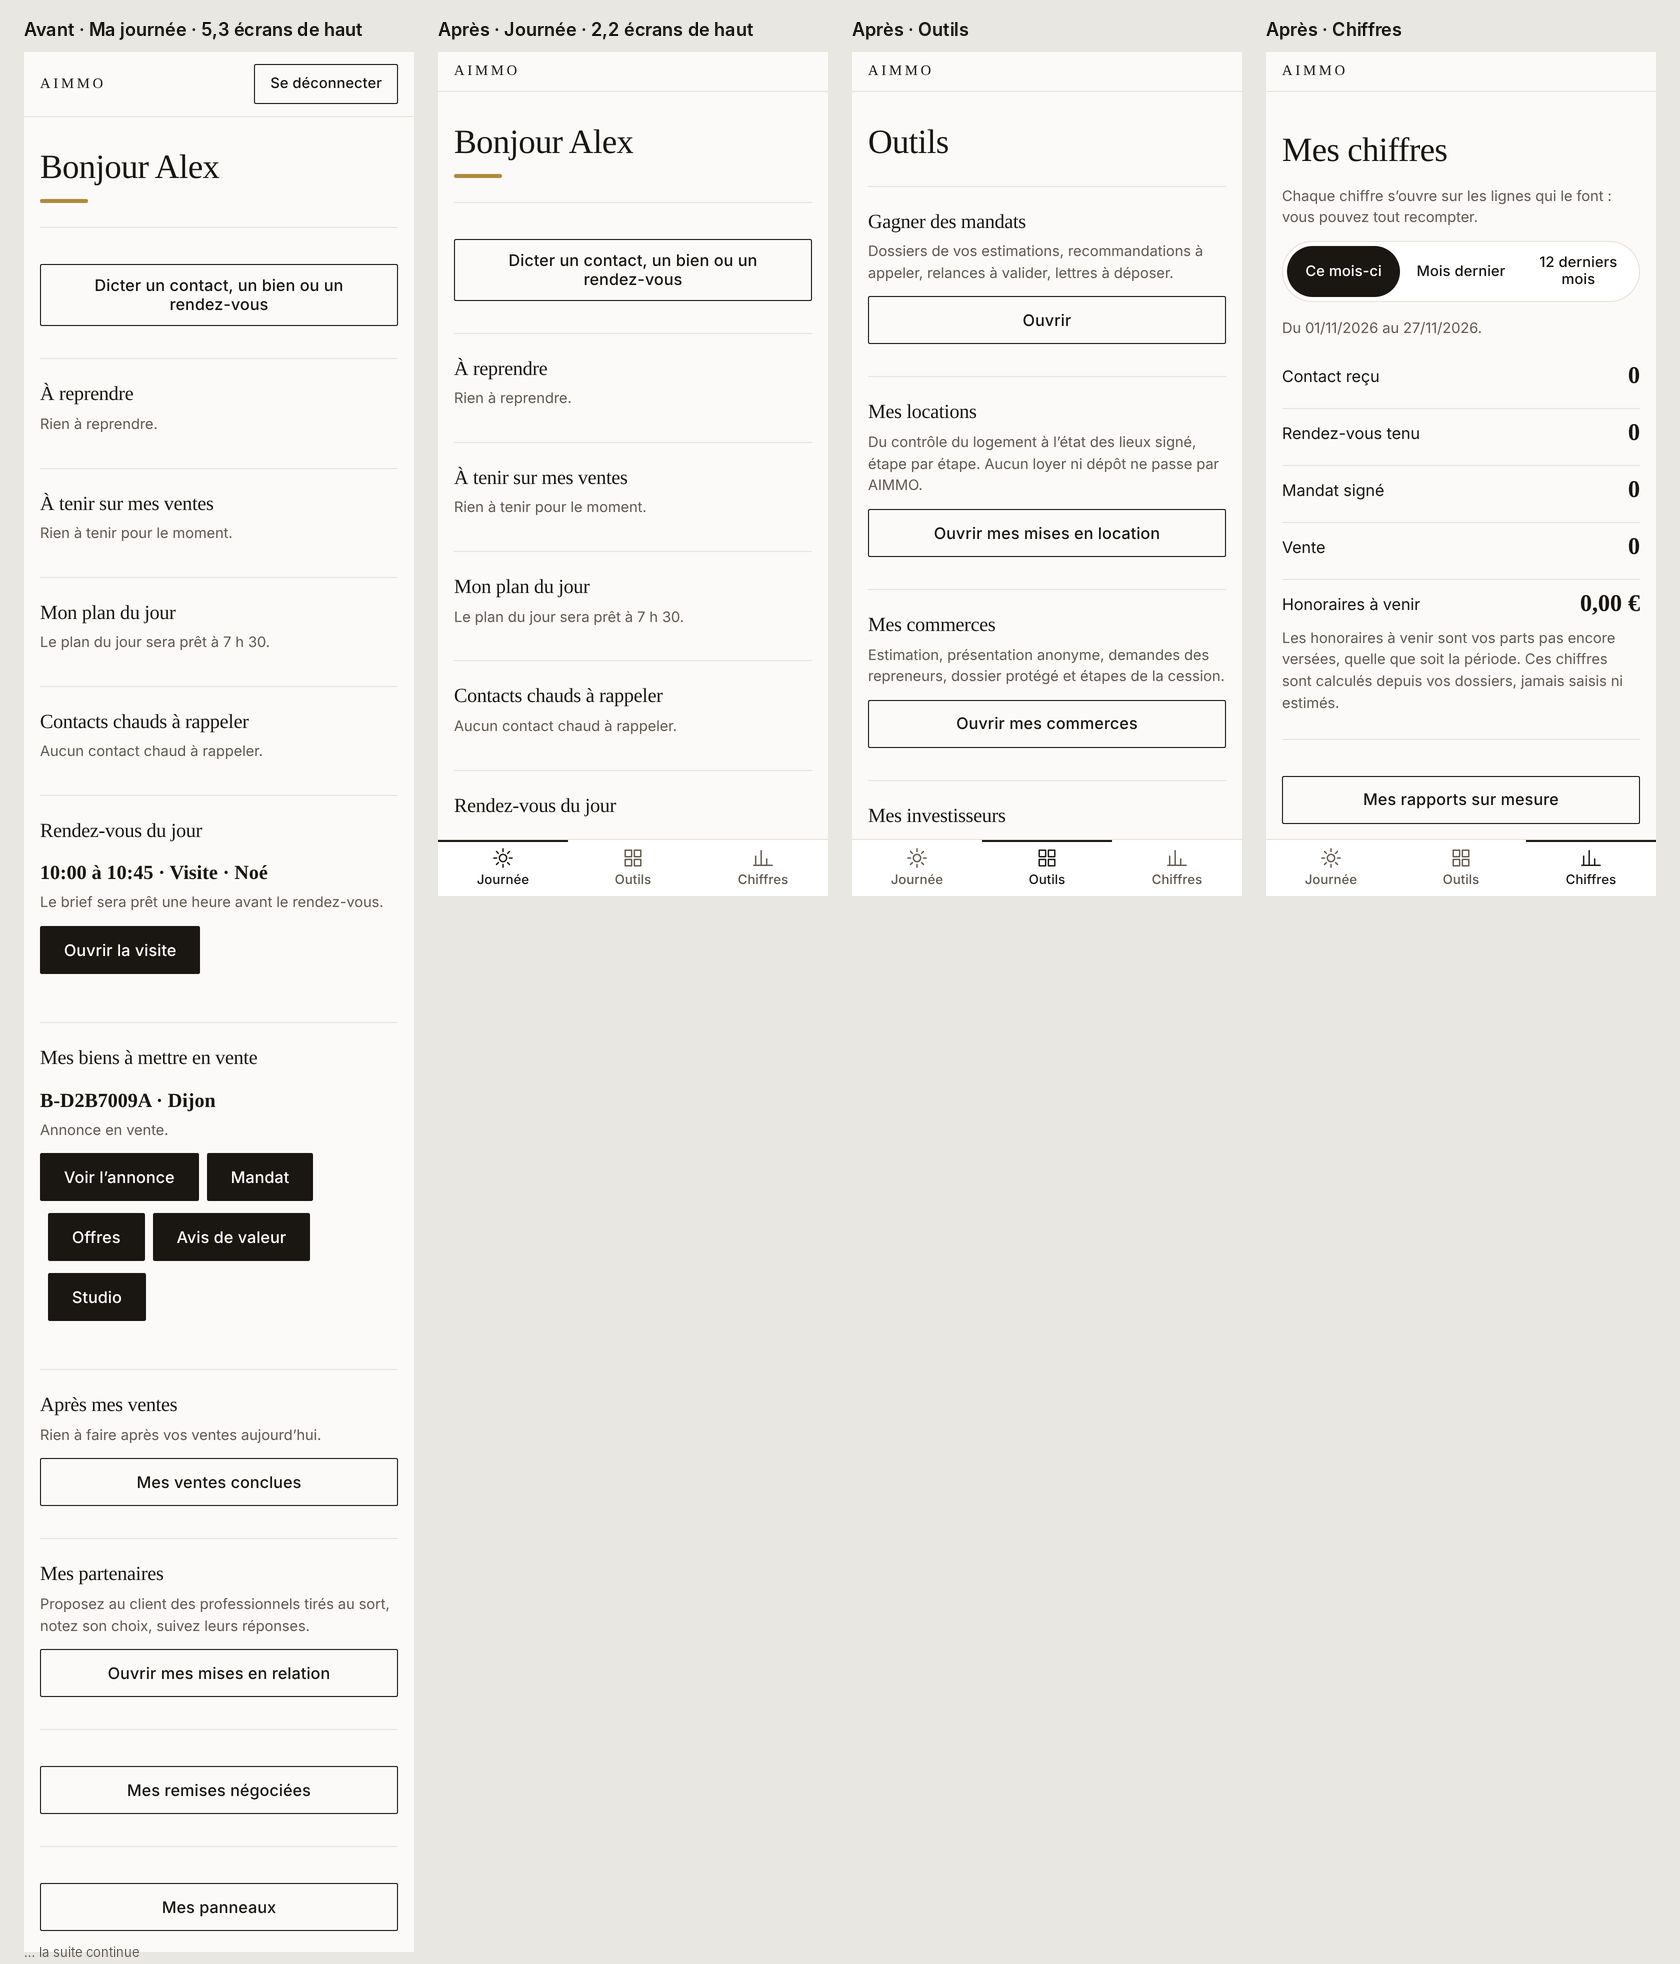 Avant · Ma journée · 5,3 écrans de haut
AIMMO
Se déconnecter
Bonjour Alex
Dicter un contact, un bien ou un
rendez-vous
À reprendre
Rien à reprendre.
À tenir sur mes ventes
Rien à tenir pour le moment.
Mon plan du jour
Le plan du jour sera prêt à 7 h 30.
Contacts chauds à rappeler
Aucun contact chaud à rappeler.
Rendez-vous du jour
10:00 à 10:45 · Visite · Noé
Le brief sera prêt une heure avant le rendez-vous.
Ouvrir la visite
Mes biens à mettre en vente
B-D2B7009A · Dijon
Annonce en vente.
Voir l’annonce
Mandat
Offres
Avis de valeur
Studio
Après mes ventes
Rien à faire après vos ventes aujourd’hui.
Mes ventes conclues
Mes partenaires
Proposez au client des professionnels tirés au sort,
notez son choix, suivez leurs réponses.
Ouvrir mes mises en relation
Mes remises négociées
Mes panneaux
... la suite continue
Après · Journée · 2,2 écrans de haut
AIMMO
Bonjour Alex
Dicter un contact, un bien ou un
rendez-vous
À reprendre
Rien à reprendre.
À tenir sur mes ventes
Rien à tenir pour le moment.
Mon plan du jour
Le plan du jour sera prêt à 7 h 30.
Contacts chauds à rappeler
Aucun contact chaud à rappeler.
Rendez-vous du jour
Journée
Outils
Chiffres
Après · Outils
AIMMO
Outils
Gagner des mandats
Dossiers de vos estimations, recommandations à
appeler, relances à valider, lettres à déposer.
Ouvrir
Mes locations
Du contrôle du logement à l’état des lieux signé,
étape par étape. Aucun loyer ni dépôt ne passe par
AIMMO.
Ouvrir mes mises en location
Mes commerces
Estimation, présentation anonyme, demandes des
repreneurs, dossier protégé et étapes de la cession.
Ouvrir mes commerces
Mes investisseurs
Journée
Outils
Chiffres
Après · Chiffres
AIMMO
Mes chiffres
Chaque chiffre s’ouvre sur les lignes qui le font :
vous pouvez tout recompter.
Ce mois-ci
Mois dernier
12 derniers
mois
Du 01/11/2026 au 27/11/2026.
Contact reçu 0
Rendez-vous tenu 0
Mandat signé 0
Vente 0
Honoraires à venir 0,00 €
Les honoraires à venir sont vos parts pas encore
versées, quelle que soit la période. Ces chiffres
sont calculés depuis vos dossiers, jamais saisis ni
estimés.
Mes rapports sur mesure
Journée
Outils
Chiffres